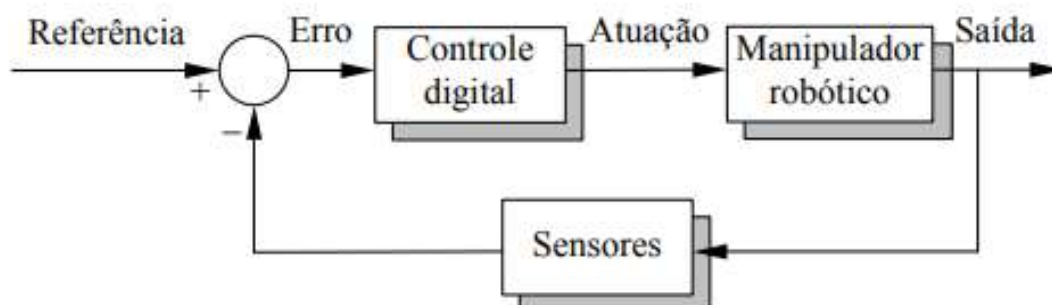 Referência
Erro
Controle
digital
Atuação
Manipulador
robótico
Saída
+
−
Sensores